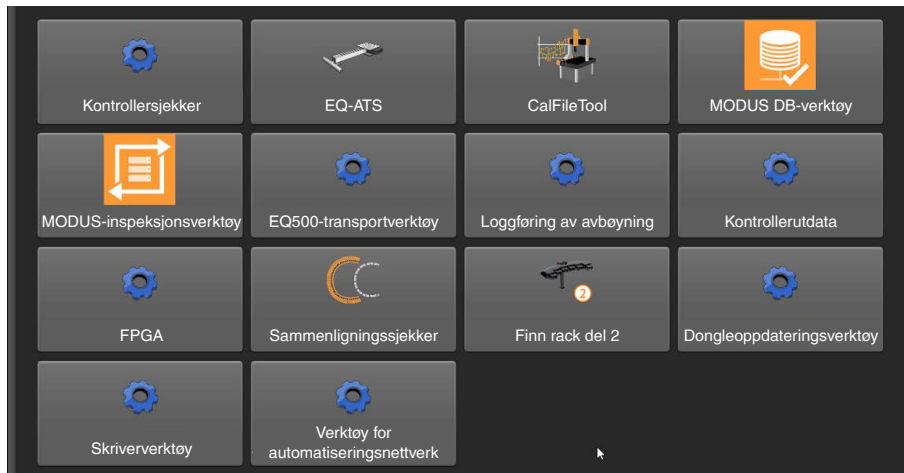 Kontrollersjekker
EQ-ATS
CalFileTool
MODUS DB-verktøy
MODUS-inspeksjonsverktøy
EQ500-transportverktøy
Loggføring av avbøyning
Kontrollerutdata
FPGA
Sammenligningssjekker
2
Finn rack del 2
Dongleoppdateringsverktøy
Skriververktøy
Verktøy for
automatiseringsnettverk